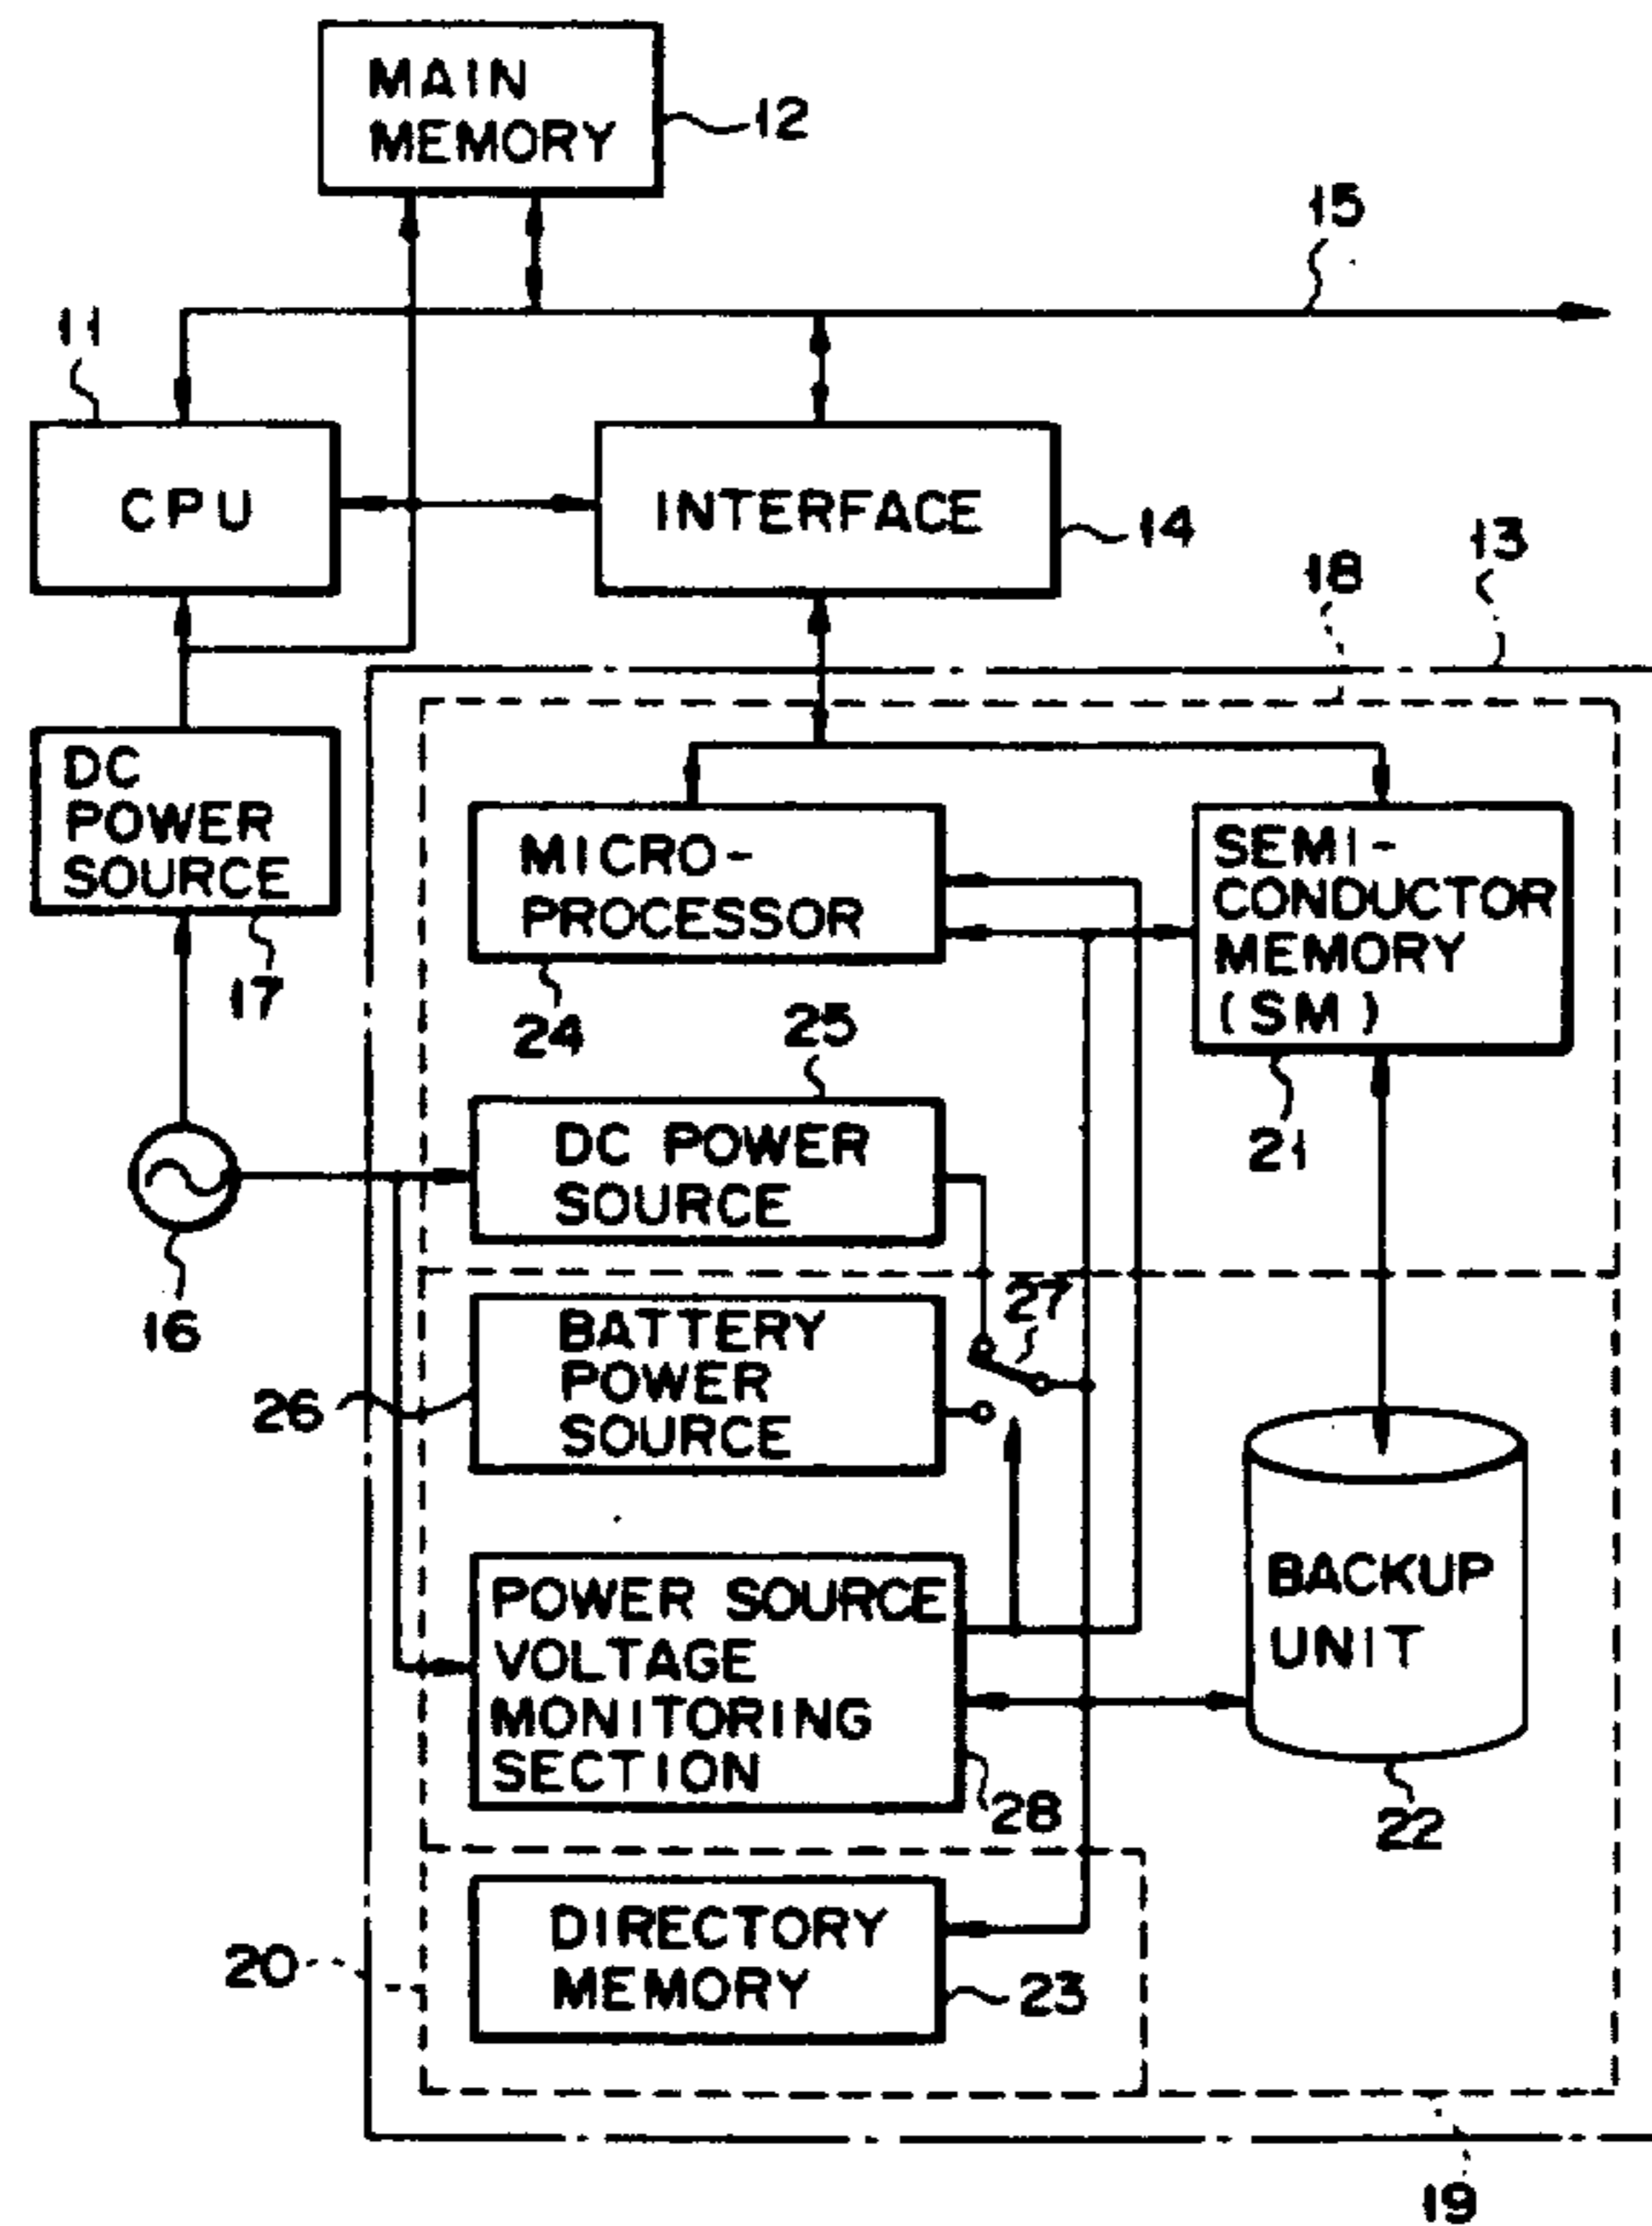 MAIN
MEMORY
12
15
11
CPU
INTERFACE
14
13
18
DC
POWER
SOURCE
17
MICRO-
PROCESSOR
24
SEMI-
CONDUCTOR
MEMORY
(SM)
21
25
DC POWER
SOURCE
16
27
BATTERY
POWER
SOURCE
26
POWER SOURCE
VOLTAGE
MONITORING
SECTION
28
BACKUP
UNIT
22
DIRECTORY
MEMORY
23
20
19